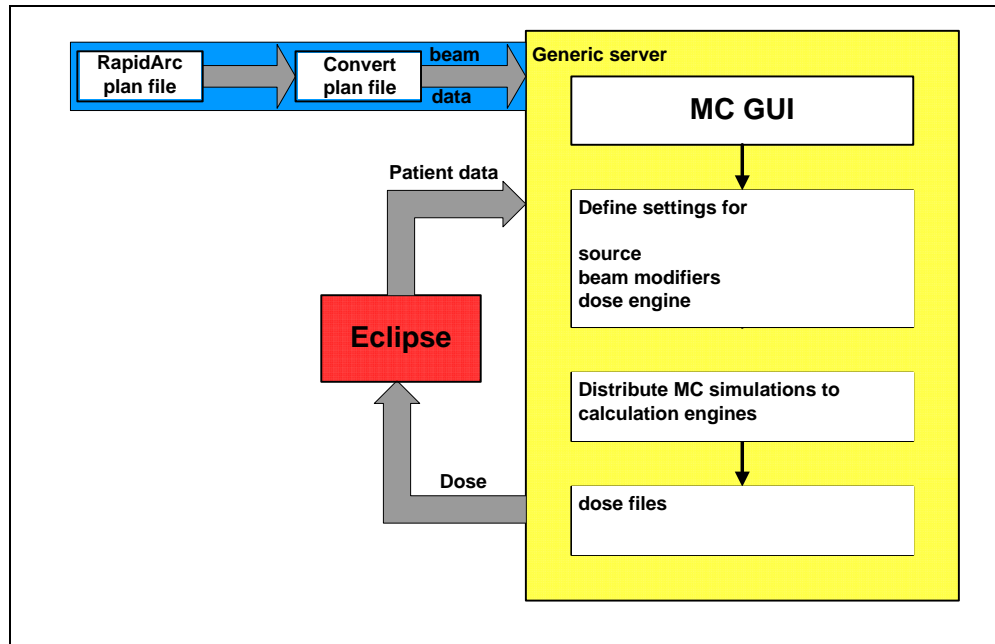 RapidArc
plan file
Convert
plan file
beam
data
Generic server
MC GUI
Patient data
Define settings for
source
beam modifiers
dose engine
Eclipse
Distribute MC simulations to
calculation engines
Dose
dose files